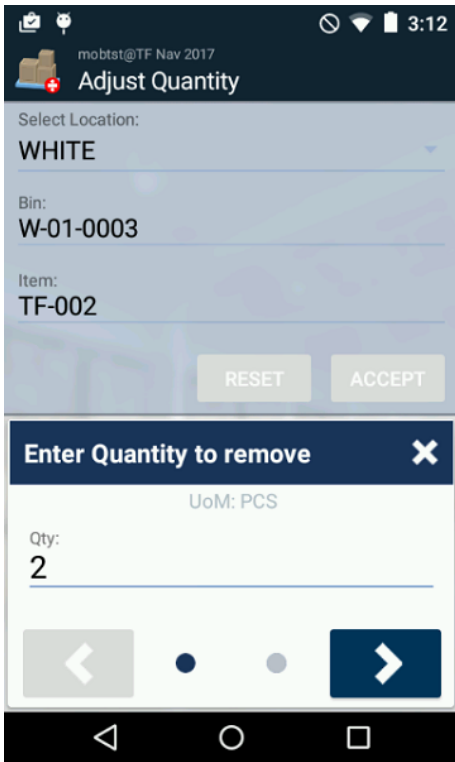 3:12
mobtst@TF Nav 2017
Adjust Quantity
Select Location:
WHITE
Bin:
W-01-0003
Item:
TF-002
RESET ACCEPT
Enter Quantity to remove
UoM: PCS
Qty:
2